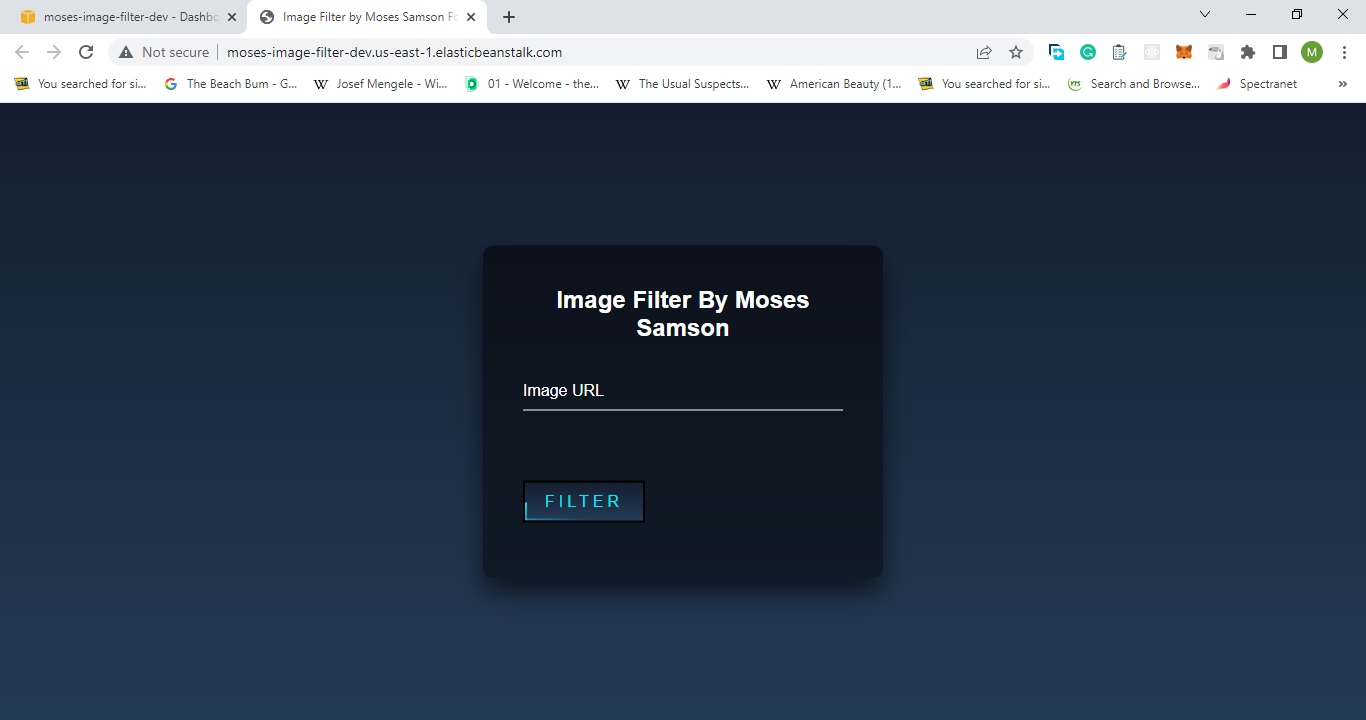 moses-image-filter-dev - Dashbo
Image Filter by Moses Samson Fo
Not secure
moses-image-filter-dev.us-east-1.elasticbeanstalk.com
M
You searched for si...
The Beach Bum - G...
Josef Mengele - Wi...
01 - Welcome - the...
The Usual Suspects...
American Beauty (1...
You searched for si...
Search and Browse...
Spectranet
Image Filter By Moses
Samson
Image URL
FILTER